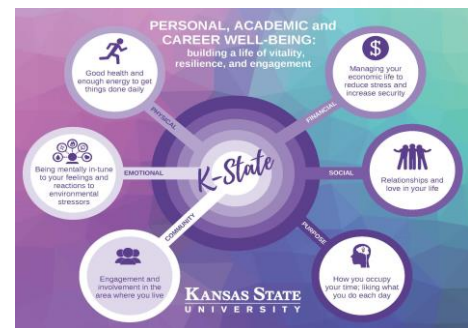 PERSONAL, ACADEMIC and
CAREER WELL-BEING:
building a life of vitality,
resilience, and engagement
Good health and
enough energy to get
things done daily
PHYSICAL
$
Managing your
economic life to
reduce stress and
increase security
FINANCIAL
Being mentally in-tune
to your feelings and
reactions to
environmental
stressors
EMOTIONAL
K-State
SOCIAL
Relationships and
love in your life
COMMUNITY
Engagement and
involvement in the
area where you live
PURPOSE
How you occupy
your time; liking what
you do each day
KANSAS STATE
UNIVERSITY